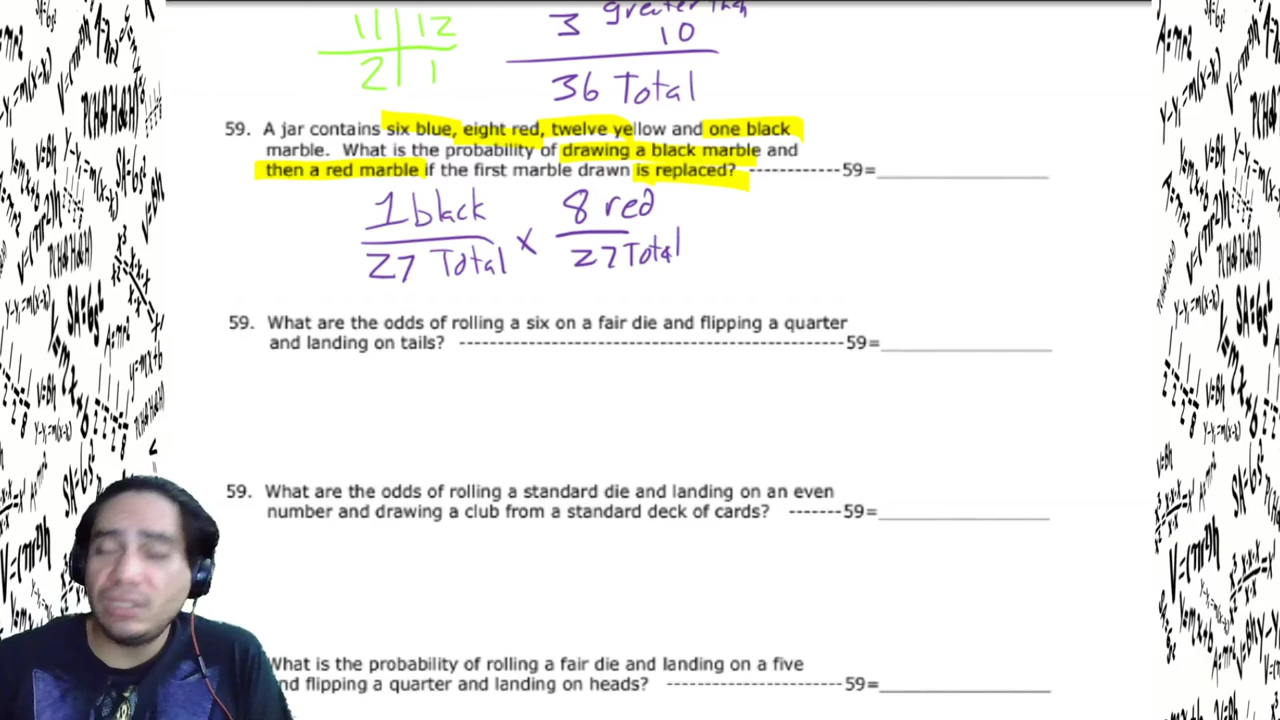 11 12
2 1
3 greater than
10
36 Total
59. A jar contains six blue, eight red, twelve yellow and one black
marble. What is the probability of drawing a black marble and
then a red marble if the first marble drawn is replaced? ------------59=
1 black
27 Total
×
8 red
27 Total
59. What are the odds of rolling a six on a fair die and flipping a quarter
and landing on tails? --------------------------------------------------59=
59. What are the odds of rolling a standard die and landing on an even
number and drawing a club from a standard deck of cards? -------59=
What is the probability of rolling a fair die and landing on a five
nd flipping a quarter and landing on heads? -----------------------59=